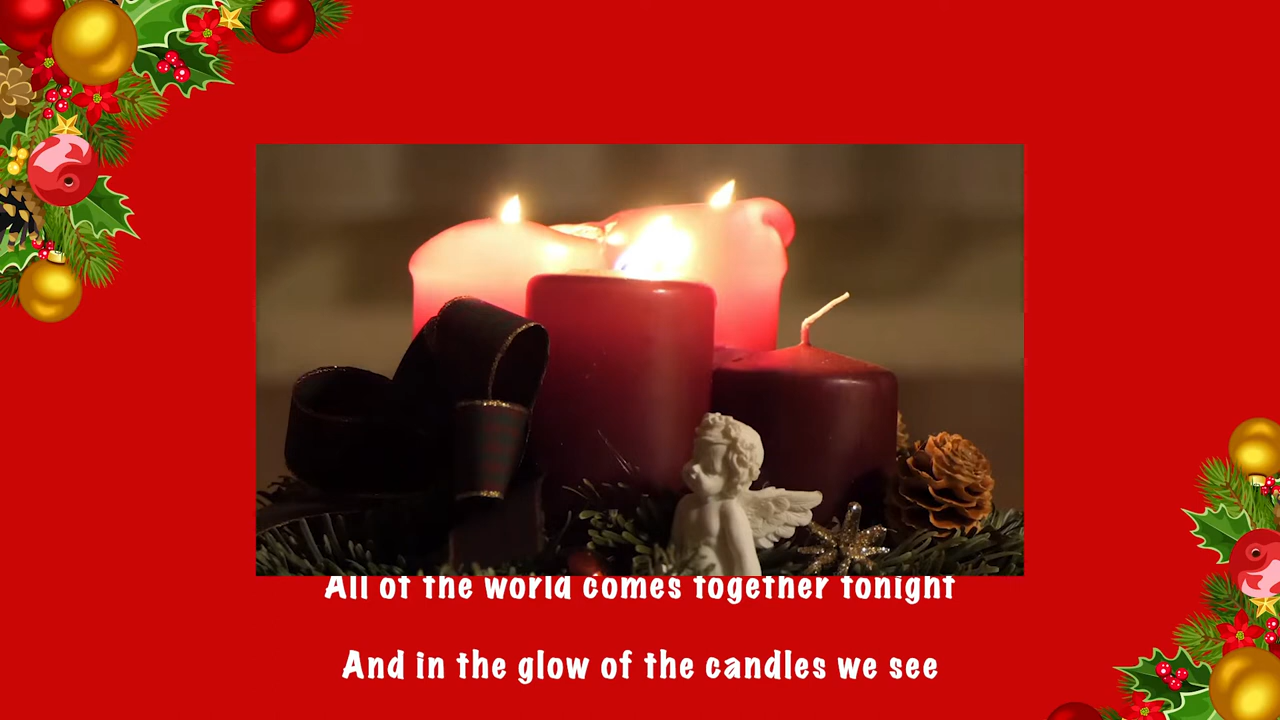 All of the world comes together tonight
And in the glow of the candles we see